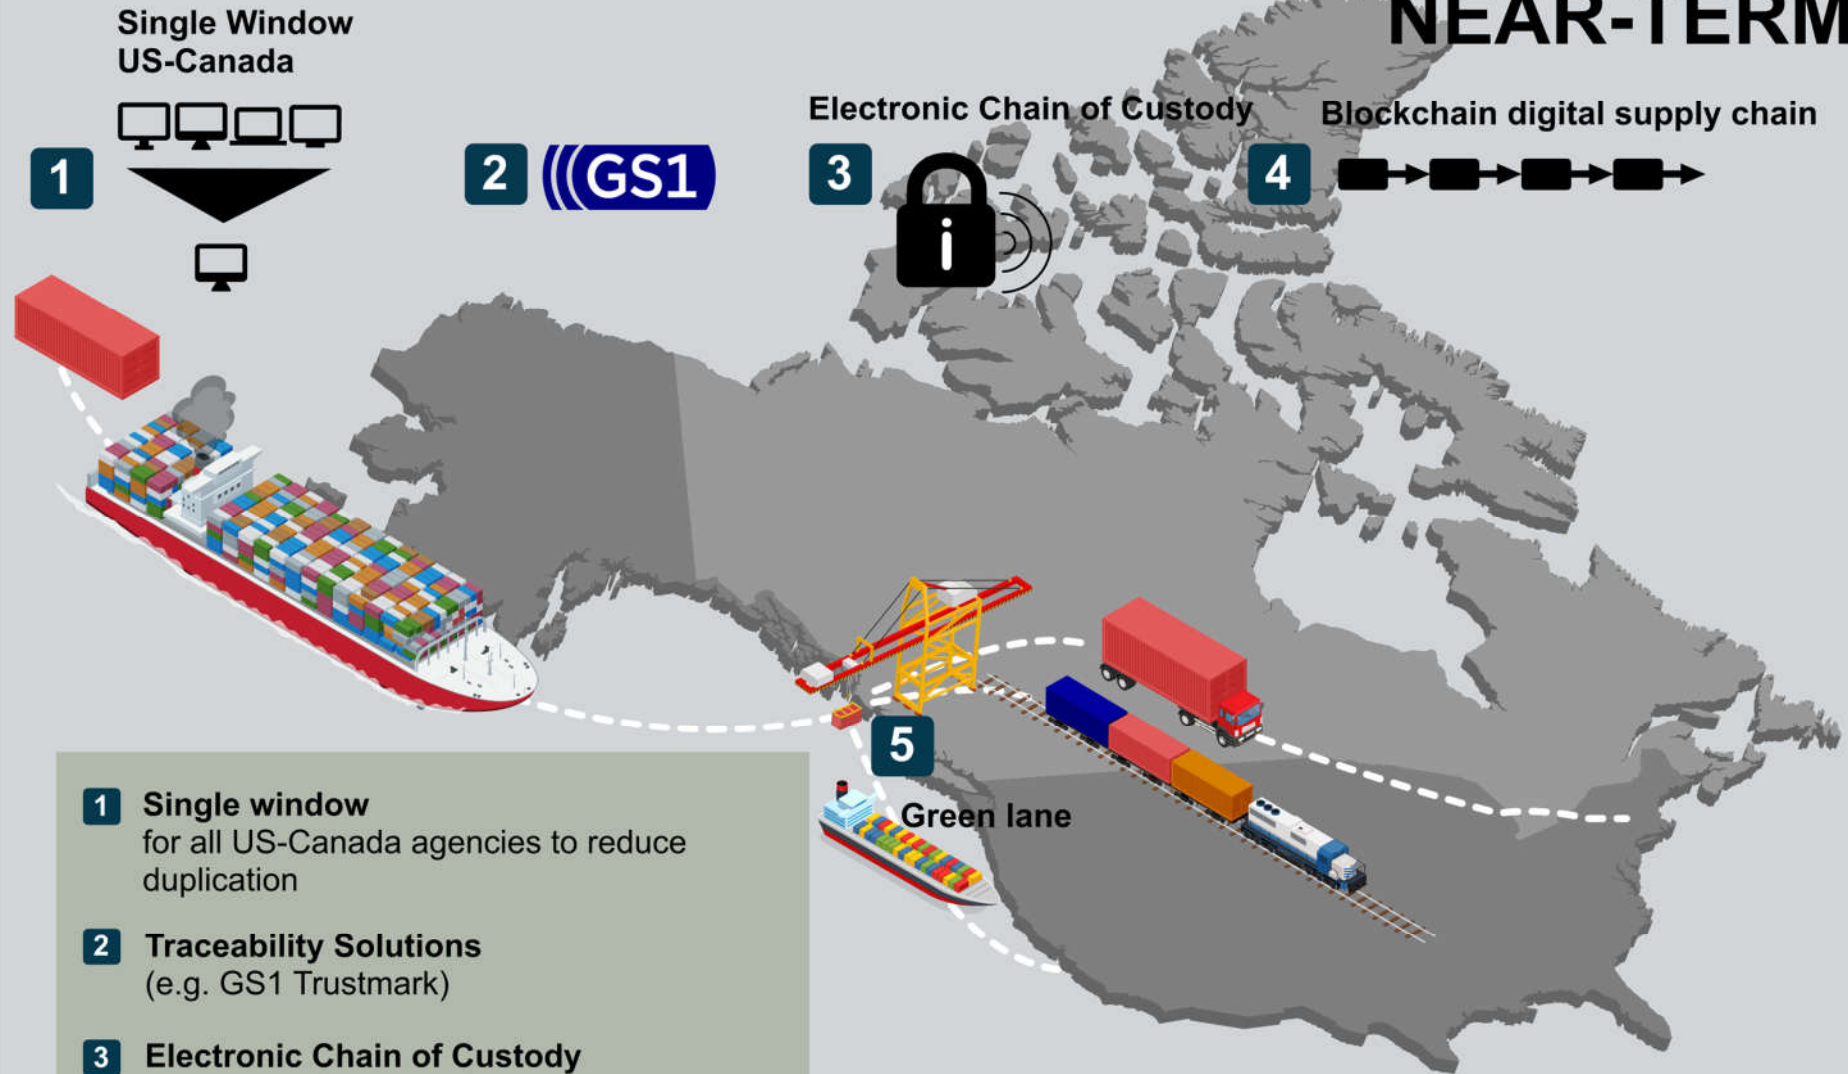 NEAR-TERM
Single Window
US-Canada
Electronic Chain of Custody
Blockchain digital supply chain
1
2
GS1
3
i
4
5
Green lane
1 Single window
for all US-Canada agencies to reduce
duplication
2 Traceability Solutions
(e.g. GS1 Trustmark)
3 Electronic Chain of Custody